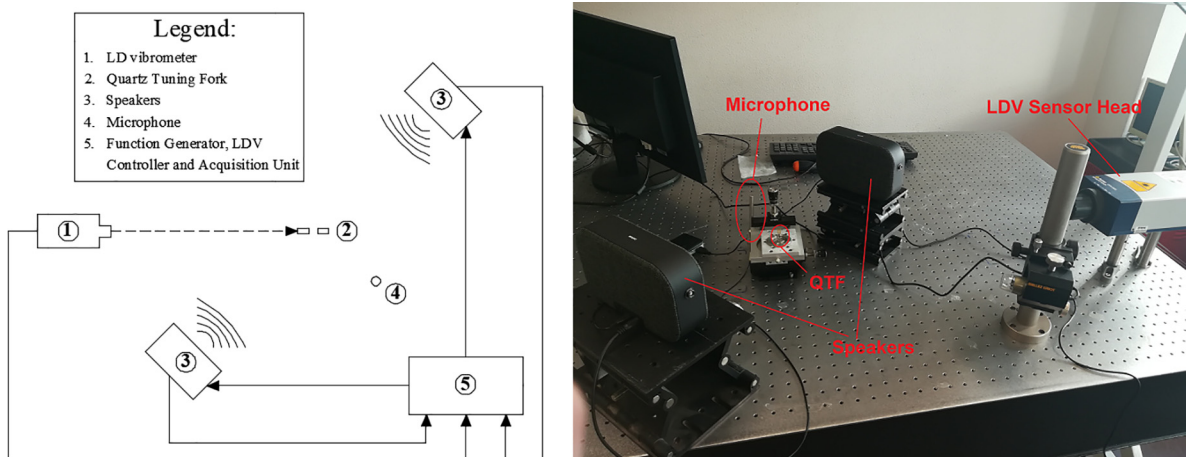 Legend:
1. LD vibrometer
2. Quartz Tuning Fork
3. Speakers
4. Microphone
5. Function Generator, LDV
Controller and Acquisition Unit
3
1
2
4
3
5
Microphone
LDV Sensor Head
QTF
Speakers